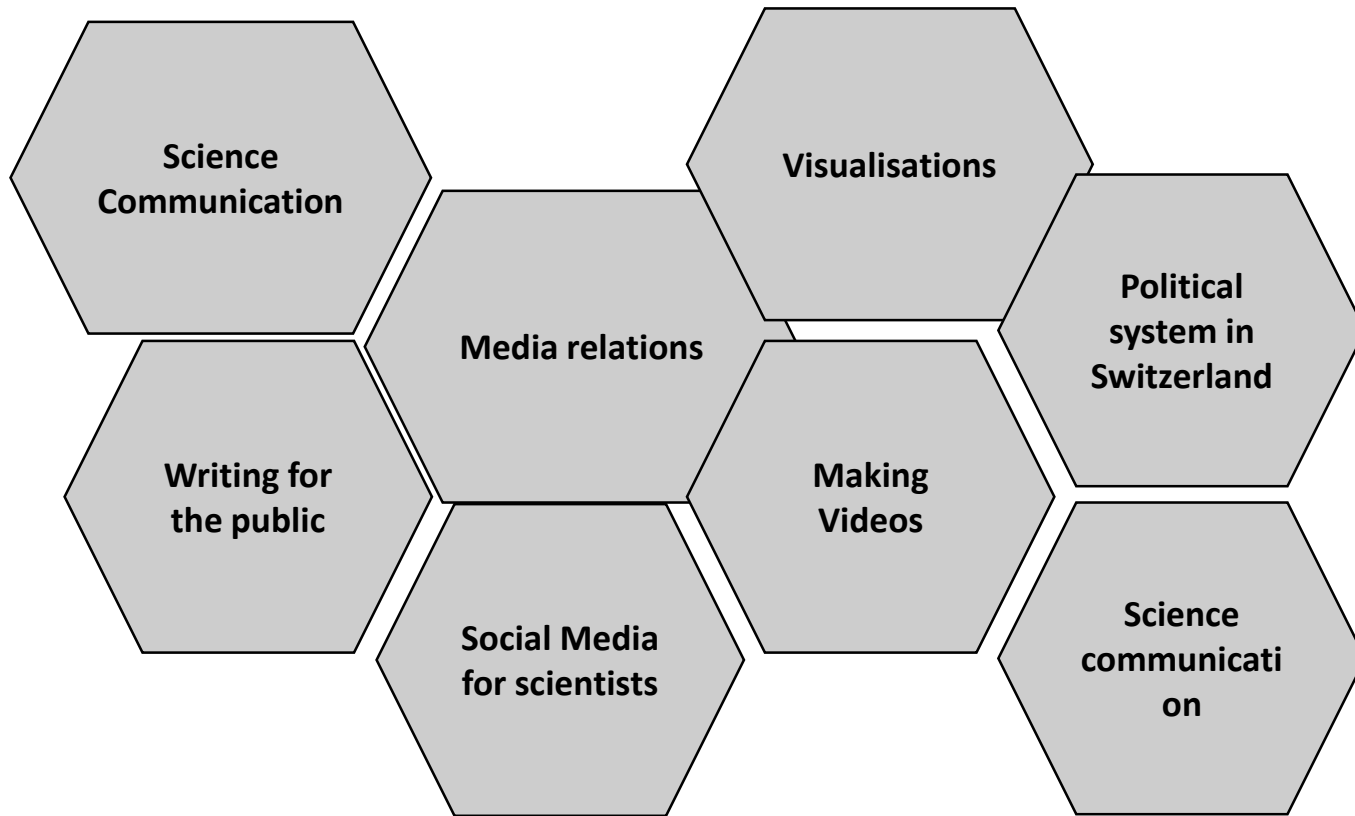 Science
Communication
Visualisations
Media relations
Political
system in
Switzerland
Writing for
the public
Making
Videos
Social Media
for scientists
Science
communicati
on